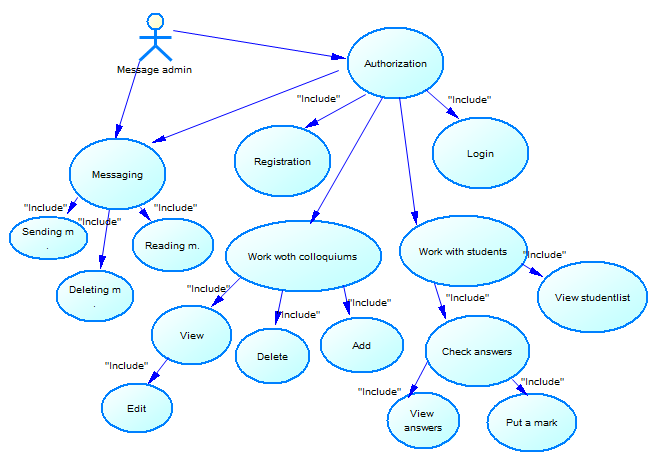 Message admin
Authorization
"Include"
"Include"
Registration
Login
Messaging
"Include"
"Include"
"Include"
Sending m
.
Reading m.
Deleting m
.
Work woth colloquiums
Work with students
"Include"
View studentlist
"Include"
"Include"
"Include"
"Include"
View
Delete
Add
Check answers
"Include"
Edit
"Include"
"Include"
View
answers
Put a mark